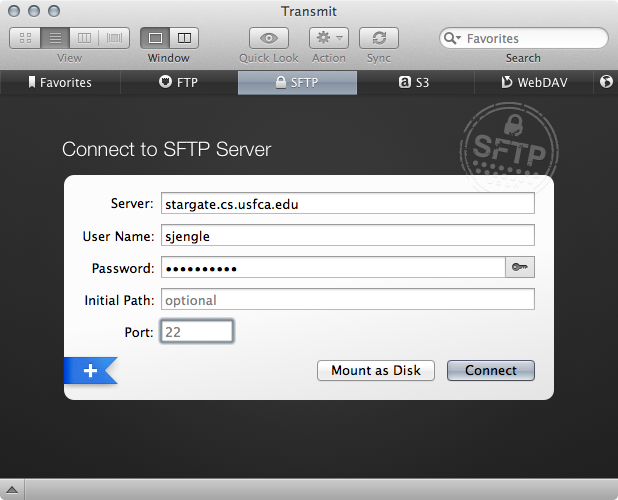 Transmit
Favorites
View Window Quick Look Action Sync Search
Favorites FTP SFTP S3 WebDAV
SFTP
Connect to SFTP Server
Server: stargate.cs.usfca.edu
User Name: sjengle
Password: ••••••••••
Initial Path: optional
Port: 22
Mount as Disk Connect